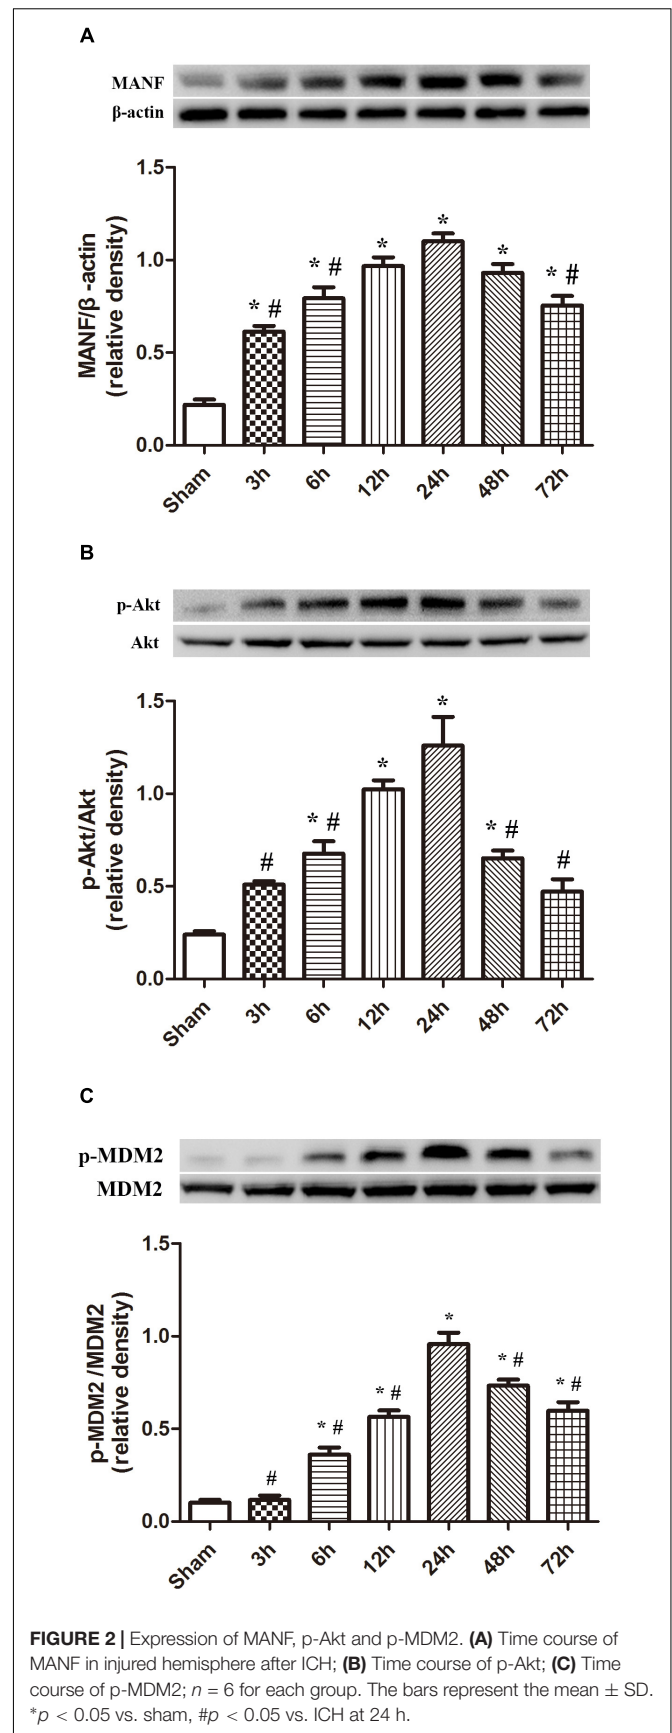 A
MANF
β-actin
1.5
1.0
0.5
0.0
MANF/β -actin
(relative density)
* #
* #
*
*
*
* #
Sham 3h 6h 12h 24h 48h 72h
B
p-Akt
Akt
1.5
1.0
0.5
0.0
p-Akt/Akt
(relative density)
#
* #
*
*
* #
#
Sham 3h 6h 12h 24h 48h 72h
C
p-MDM2
MDM2
1.5
1.0
0.5
0.0
p-MDM2 /MDM2
(relative density)
#
* #
* #
*
* #
* #
Sham 3h 6h 12h 24h 48h 72h
FIGURE 2 | Expression of MANF, p-Akt and p-MDM2. (A) Time course of
MANF in injured hemisphere after ICH; (B) Time course of p-Akt; (C) Time
course of p-MDM2; n = 6 for each group. The bars represent the mean ± SD.
*p < 0.05 vs. sham, #p < 0.05 vs. ICH at 24 h.